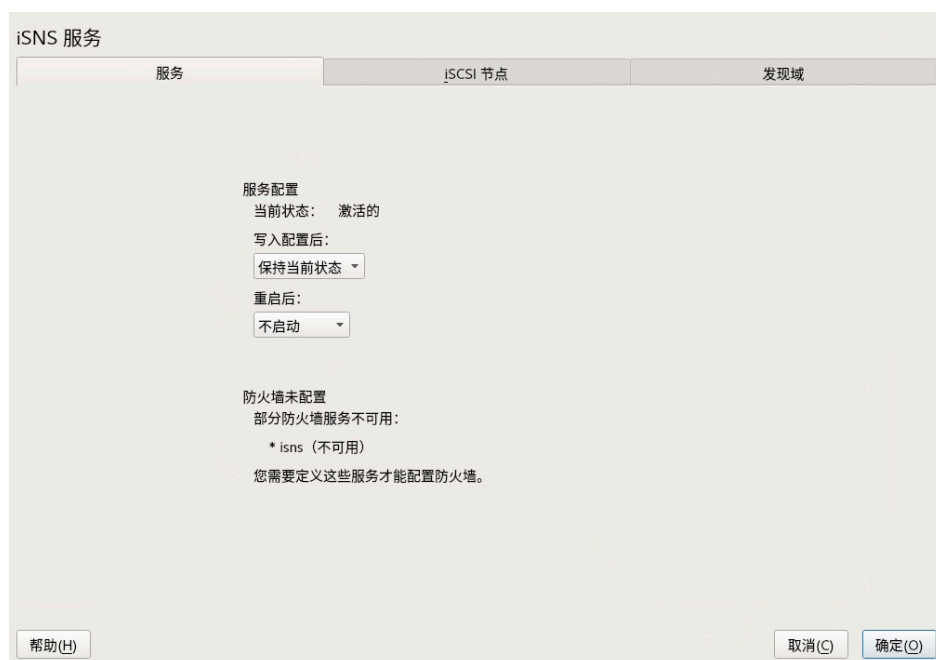 iSNS 服务
服务
iSCSI 节点
发现域
服务配置
当前状态： 激活的
写入配置后：
保持当前状态
重启后：
不启动
防火墙未配置
部分防火墙服务不可用：
* isns（不可用）
您需要定义这些服务才能配置防火墙。
帮助(H)
取消(C)
确定(O)